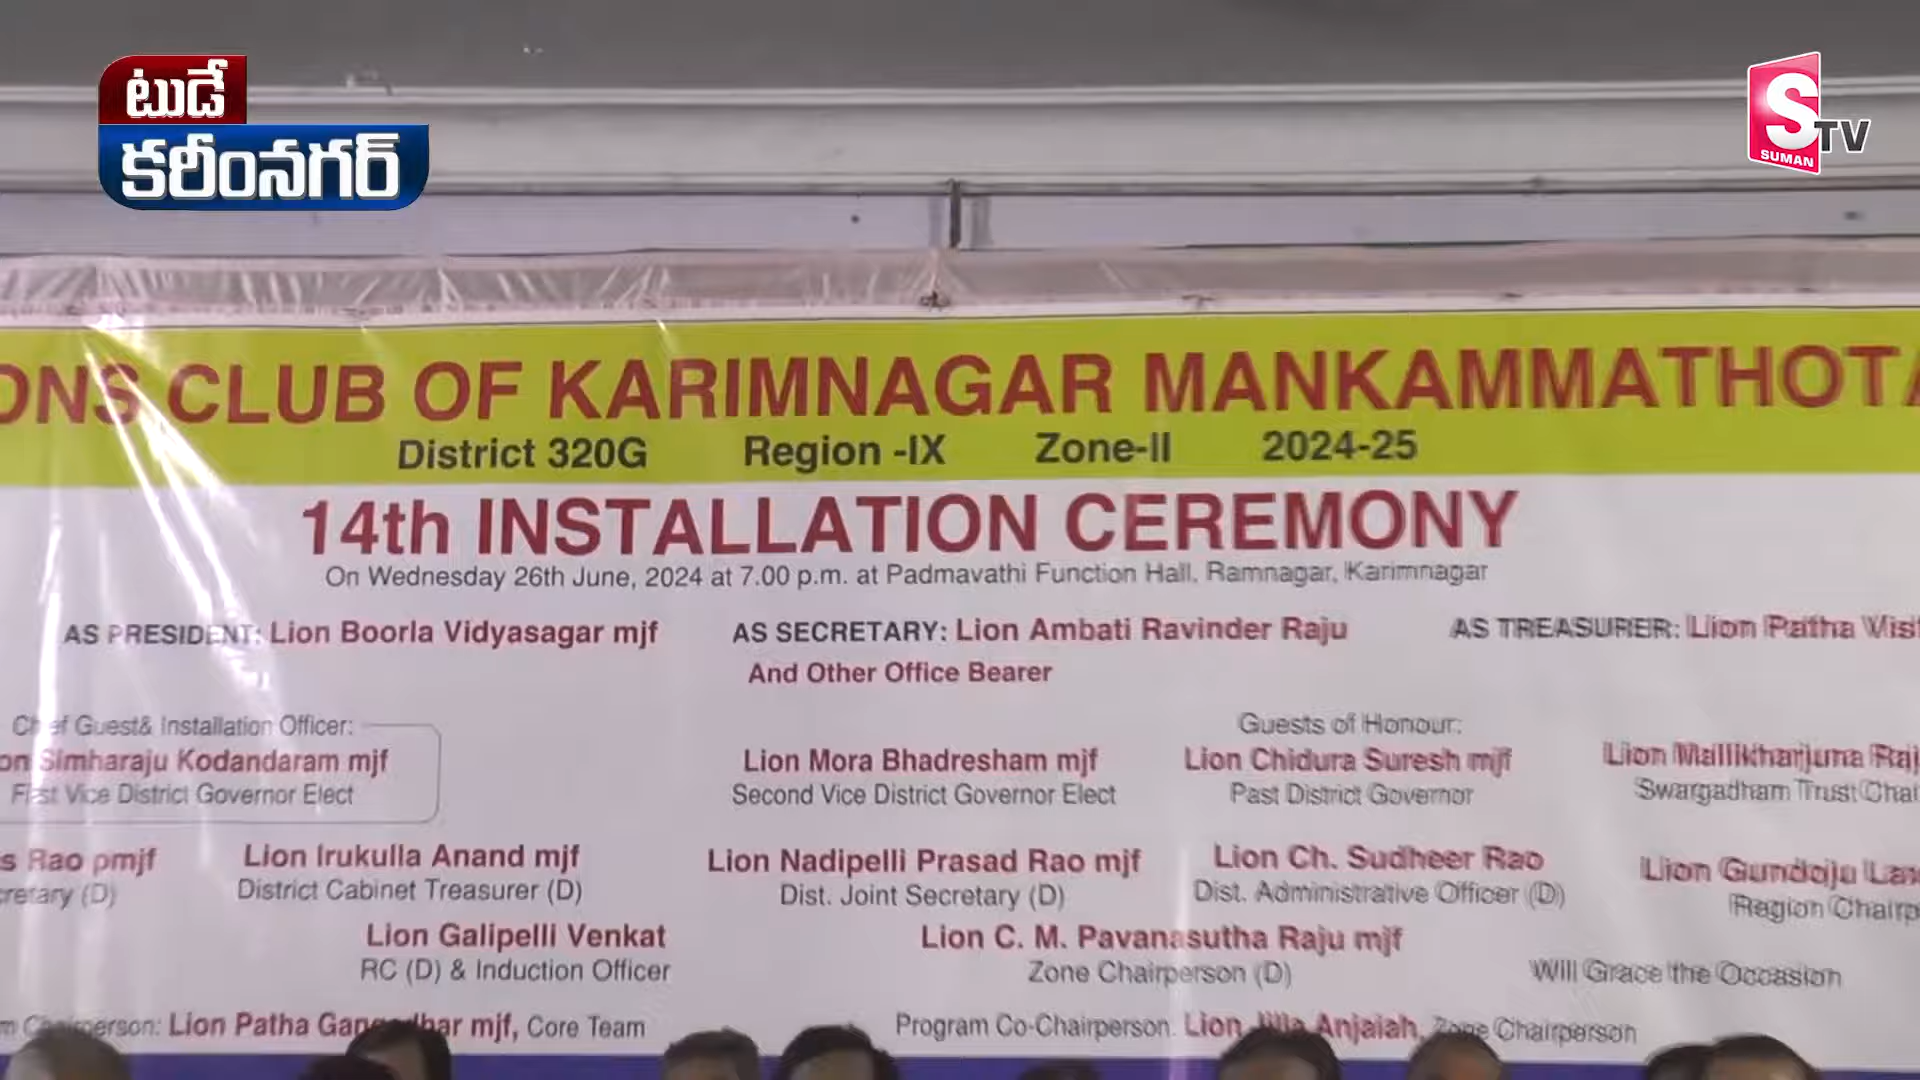 టుడే
కరీంనగర్
S
SUMAN
TV
CLUB OF KARIMNAGAR
District 320G Region -IX Zone-II 2024-25
14th INSTALLATION CEREMONY
On Wednesday 26th June, 2024 at 7.00 p.m. at Padmavathi Function Hall, Ramnagar, Karimnagar
AS PRESIDENT: Lion Boorla Vidyasagar mjf AS SECRETARY: Lion Ambati Ravinder Raju AS TREASURER: Lion Patha
And Other Office Bearer
Chief Guest& Installation Officer: Guests of Honour:
Simharaju Kodandaram mjf Lion Mora Bhadresham mjf Lion Chidura Suresh mjf Lion Mallikharjuna
First Vice District Governor Elect Second Vice District Governor Elect Past District Governor Swargadham Trust
Rao pmjf Lion Irukulla Anand mjf Lion Nadipelli Prasad Rao mjf Lion Ch. Sudheer Rao Lion Gundoju
(D) District Cabinet Treasurer (D) Dist. Joint Secretary (D) Dist. Administrative Officer (D) Region
Lion Galipelli Venkat Lion C. M. Pavanasutha Raju mjf
RC (D) & Induction Officer Zone Chairperson (D) Will Grace the Occasion
Lion Patha mjf, Core Team Program Co-Chairperson. Lion Anjaiah, Zone Chairperson